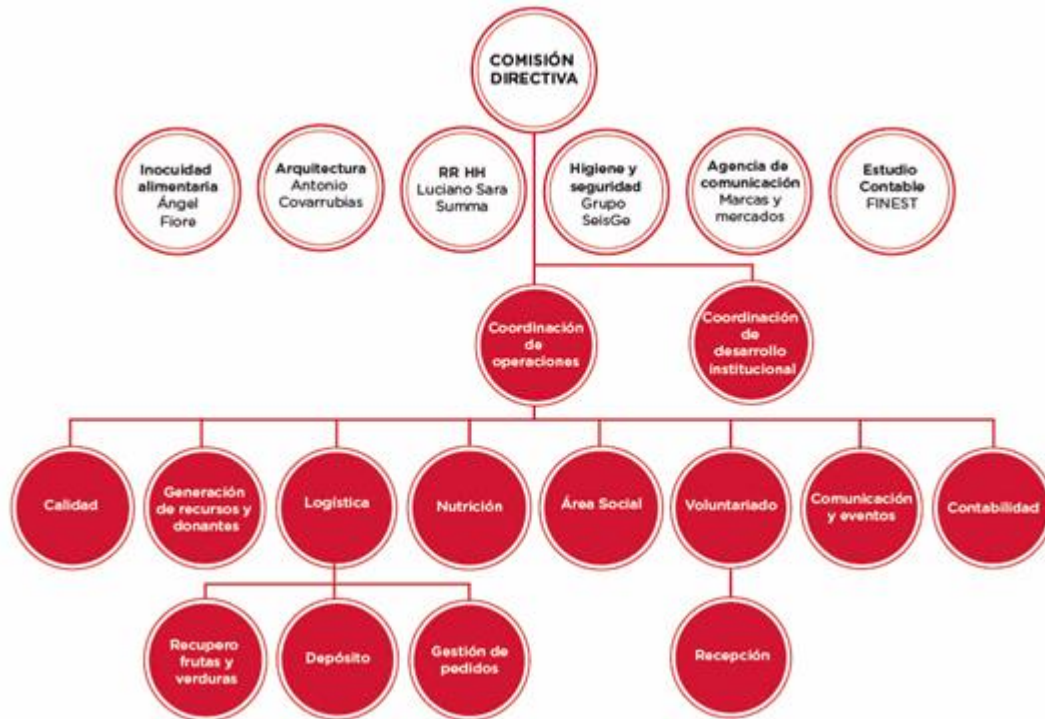 COMISIÓN
DIRECTIVA
Inocuidad
alimentaria
Ángel
Fiore
Arquitectura
Antonio
Covarrubias
RR HH
Luciano Sara
Summa
Higiene y
seguridad
Grupo
SeisGe
Agencia de
comunicación
Marcas y
mercados
Estudio
Contable
FINEST
Coordinación
de
operaciones
Coordinación
de
desarrollo
institucional
Calidad
Generación
de recursos y
donantes
Logística
Nutrición
Área Social
Voluntariado
Comunicación
y eventos
Contabilidad
Recupero
frutas y
verduras
Depósito
Gestión de
pedidos
Recepción